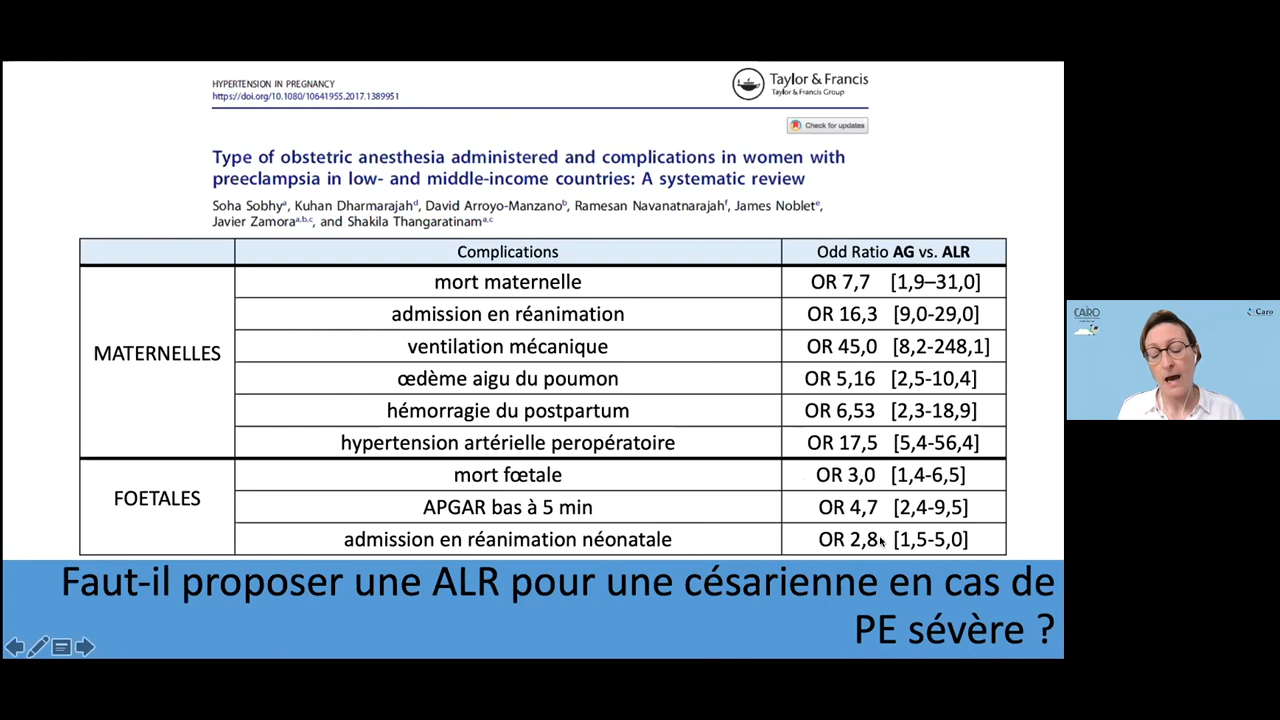 HYPERTENSION IN PREGNANCY
https://doi.org/10.1080/10641955.2017.1389951
Taylor & Francis
Taylor & Francis Group
Check for updates
Type of obstetric anesthesia administered and complications in women with
preeclampsia in low- and middle-income countries: A systematic review
Soha Sobhyᵃ, Kuhan Dharmarajahᵈ, David Arroyo-Manzanoᵇ, Ramesan Navanatnarajahᶠ, James Nobletᵉ,
Javier Zamoraᵃ,ᵇ,ᶜ, and Shakila Thangaratinamᵃ,ᶜ
Complications Odd Ratio AG vs. ALR
MATERNELLES
mort maternelle OR 7,7 [1,9–31,0]
admission en réanimation OR 16,3 [9,0-29,0]
ventilation mécanique OR 45,0 [8,2-248,1]
œdème aigu du poumon OR 5,16 [2,5-10,4]
hémorragie du postpartum OR 6,53 [2,3-18,9]
hypertension artérielle peropératoire OR 17,5 [5,4-56,4]
FOETALES
mort fœtale OR 3,0 [1,4-6,5]
APGAR bas à 5 min OR 4,7 [2,4-9,5]
admission en réanimation néonatale OR 2,8 [1,5-5,0]
Faut-il proposer une ALR pour une césarienne en cas de
PE sévère ?
CARO
Caro